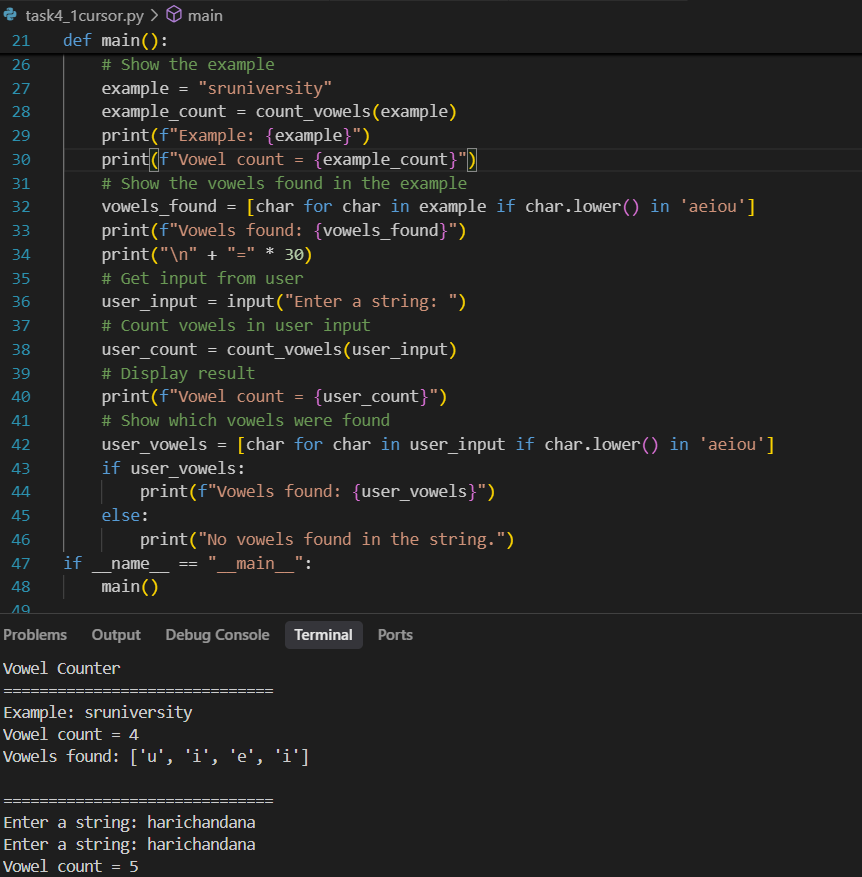 task4_1cursor.py > main
21 def main():
26     # Show the example
27     example = "sruniversity"
28     example_count = count_vowels(example)
29     print(f"Example: {example}")
30     print(f"Vowel count = {example_count}")
31     # Show the vowels found in the example
32     vowels_found = [char for char in example if char.lower() in 'aeiou']
33     print(f"Vowels found: {vowels_found}")
34     print("\n" + "=" * 30)
35     # Get input from user
36     user_input = input("Enter a string: ")
37     # Count vowels in user input
38     user_count = count_vowels(user_input)
39     # Display result
40     print(f"Vowel count = {user_count}")
41     # Show which vowels were found
42     user_vowels = [char for char in user_input if char.lower() in 'aeiou']
43     if user_vowels:
44         print(f"Vowels found: {user_vowels}")
45     else:
46         print("No vowels found in the string.")
47 if __name__ == "__main__":
48     main()
49
Problems Output Debug Console Terminal Ports
Vowel Counter
==============================
Example: sruniversity
Vowel count = 4
Vowels found: ['u', 'i', 'e', 'i']
==============================
Enter a string: harichandana
Enter a string: harichandana
Vowel count = 5